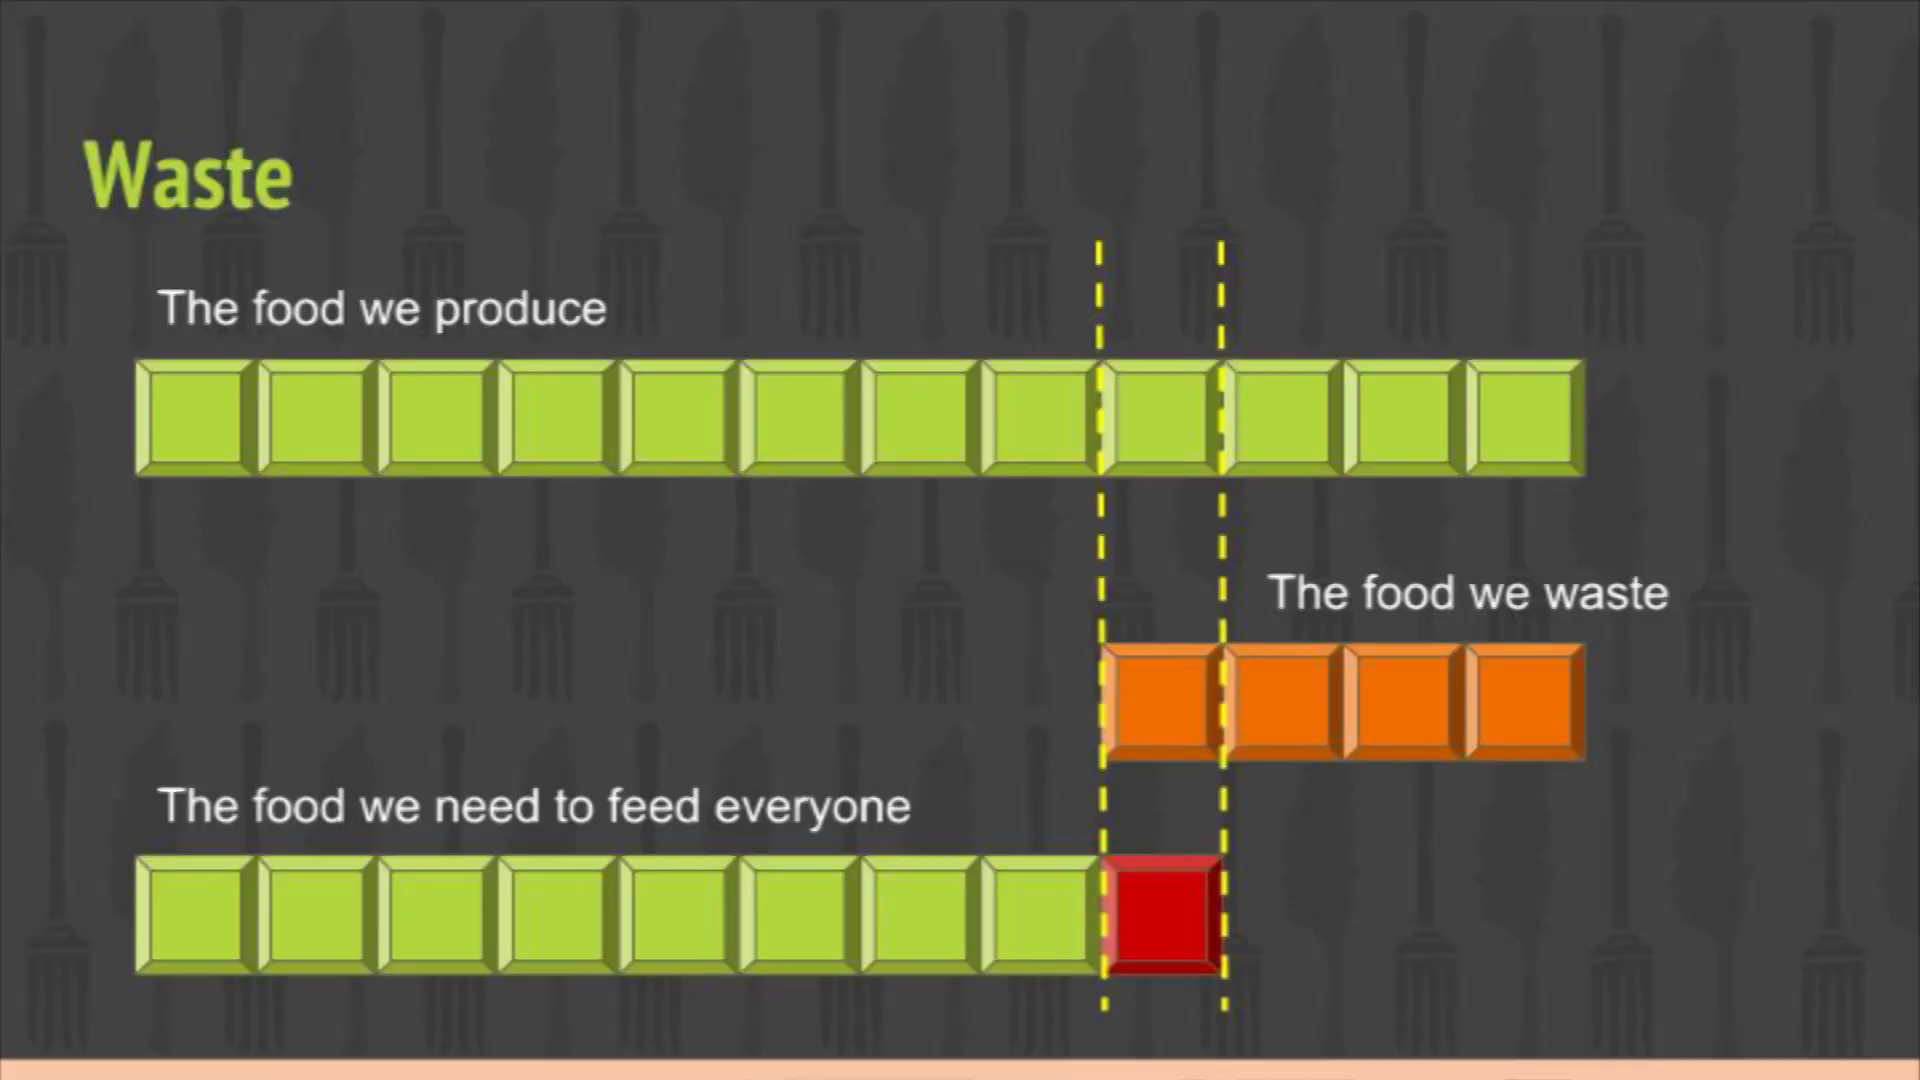 Waste
The food we produce
The food we waste
The food we need to feed everyone